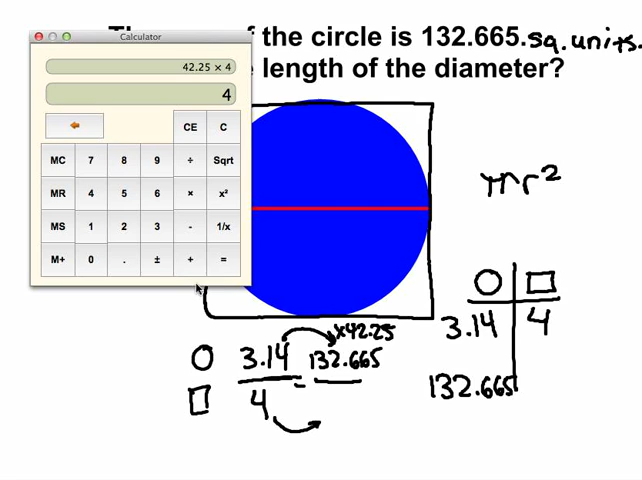 f the circle is 132.665. sq. units.
length of the diameter?
Calculator
42.25 × 4
4
CE C
MC 7 8 9 ÷ Sqrt
MR 4 5 6 × x²
MS 1 2 3 - 1/x
M+ 0 . ± + =
πr²
3.14 4
132.665
x42.25
3.14 = 132.665
4